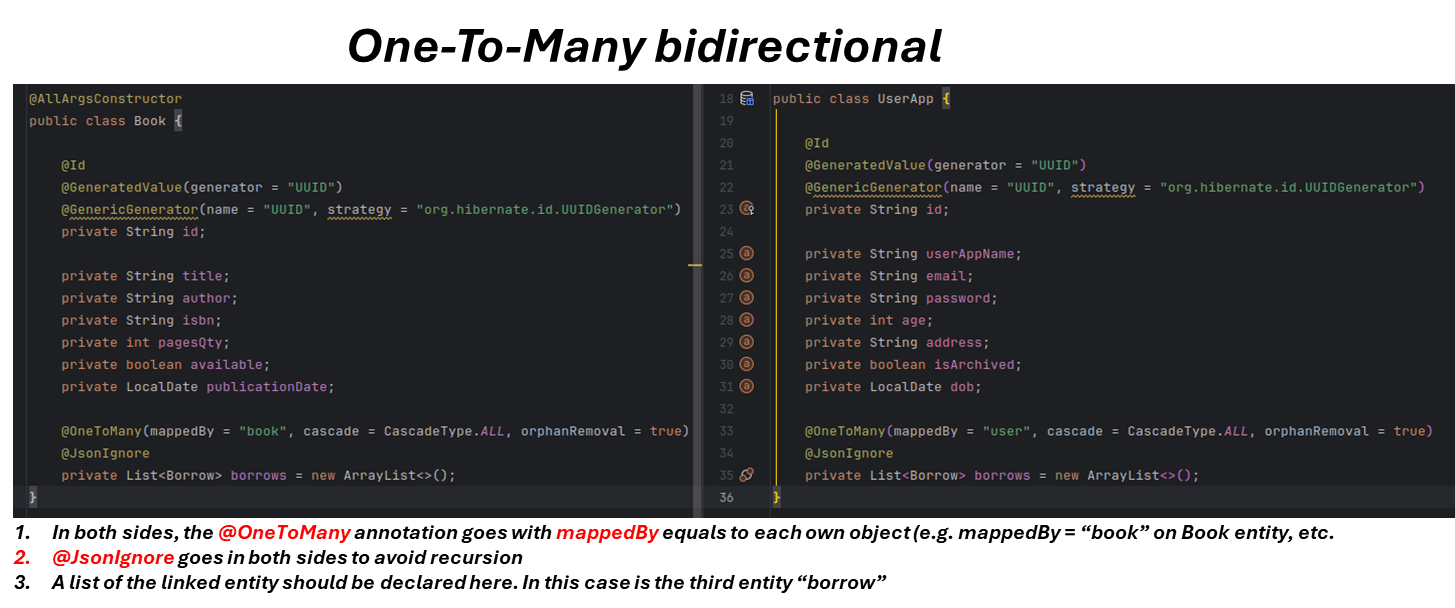 One-To-Many bidirectional
@AllArgsConstructor
public class Book {
@Id
@GeneratedValue(generator = "UUID")
@GenericGenerator(name = "UUID", strategy = "org.hibernate.id.UUIDGenerator")
private String id;
private String title;
private String author;
private String isbn;
private int pagesQty;
private boolean available;
private LocalDate publicationDate;
@OneToMany(mappedBy = "book", cascade = CascadeType.ALL, orphanRemoval = true)
@JsonIgnore
private List<Borrow> borrows = new ArrayList<>();
}
18 public class UserApp {
19
20 @Id
21 @GeneratedValue(generator = "UUID")
22 @GenericGenerator(name = "UUID", strategy = "org.hibernate.id.UUIDGenerator")
23 private String id;
24
25 private String userAppName;
26 private String email;
27 private String password;
28 private int age;
29 private String address;
30 private boolean isArchived;
31 private LocalDate dob;
32
33 @OneToMany(mappedBy = "user", cascade = CascadeType.ALL, orphanRemoval = true)
34 @JsonIgnore
35 private List<Borrow> borrows = new ArrayList<>();
36 }
1. In both sides, the @OneToMany annotation goes with mappedBy equals to each own object (e.g. mappedBy = “book” on Book entity, etc.
2. @JsonIgnore goes in both sides to avoid recursion
3. A list of the linked entity should be declared here. In this case is the third entity “borrow”